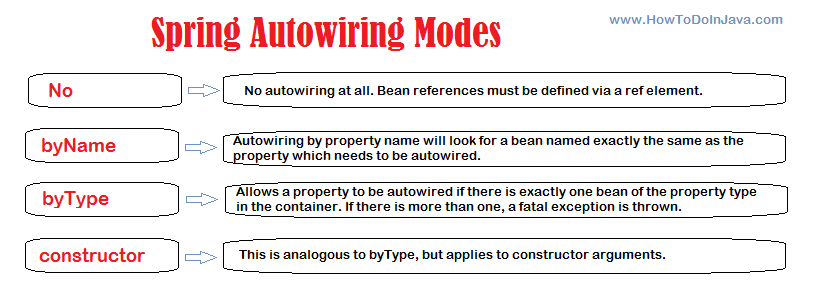 Spring Autowiring Modes
www.HowToDoInJava.com
No
No autowiring at all. Bean references must be defined via a ref element.
byName
Autowiring by property name will look for a bean named exactly the same as the
property which needs to be autowired.
byType
Allows a property to be autowired if there is exactly one bean of the property type
in the container. If there is more than one, a fatal exception is thrown.
constructor
This is analogous to byType, but applies to constructor arguments.